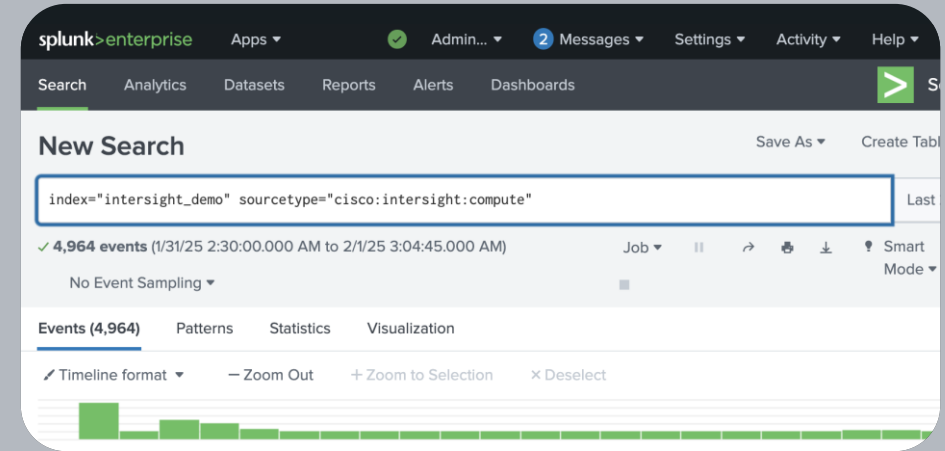 splunk>enterprise Apps Admin... 2 Messages Settings Activity Help
Search Analytics Datasets Reports Alerts Dashboards
New Search Save As
Create
index="intersight_demo" sourcetype="cisco:intersight:compute" Last
4,964 events (1/31/25 2:30:00.000 AM to 2/1/25 3:04:45.000 AM) Job Smart
Mode
No Event Sampling
Events (4,964) Patterns Statistics Visualization
Timeline format — Zoom Out + Zoom to Selection × Deselect